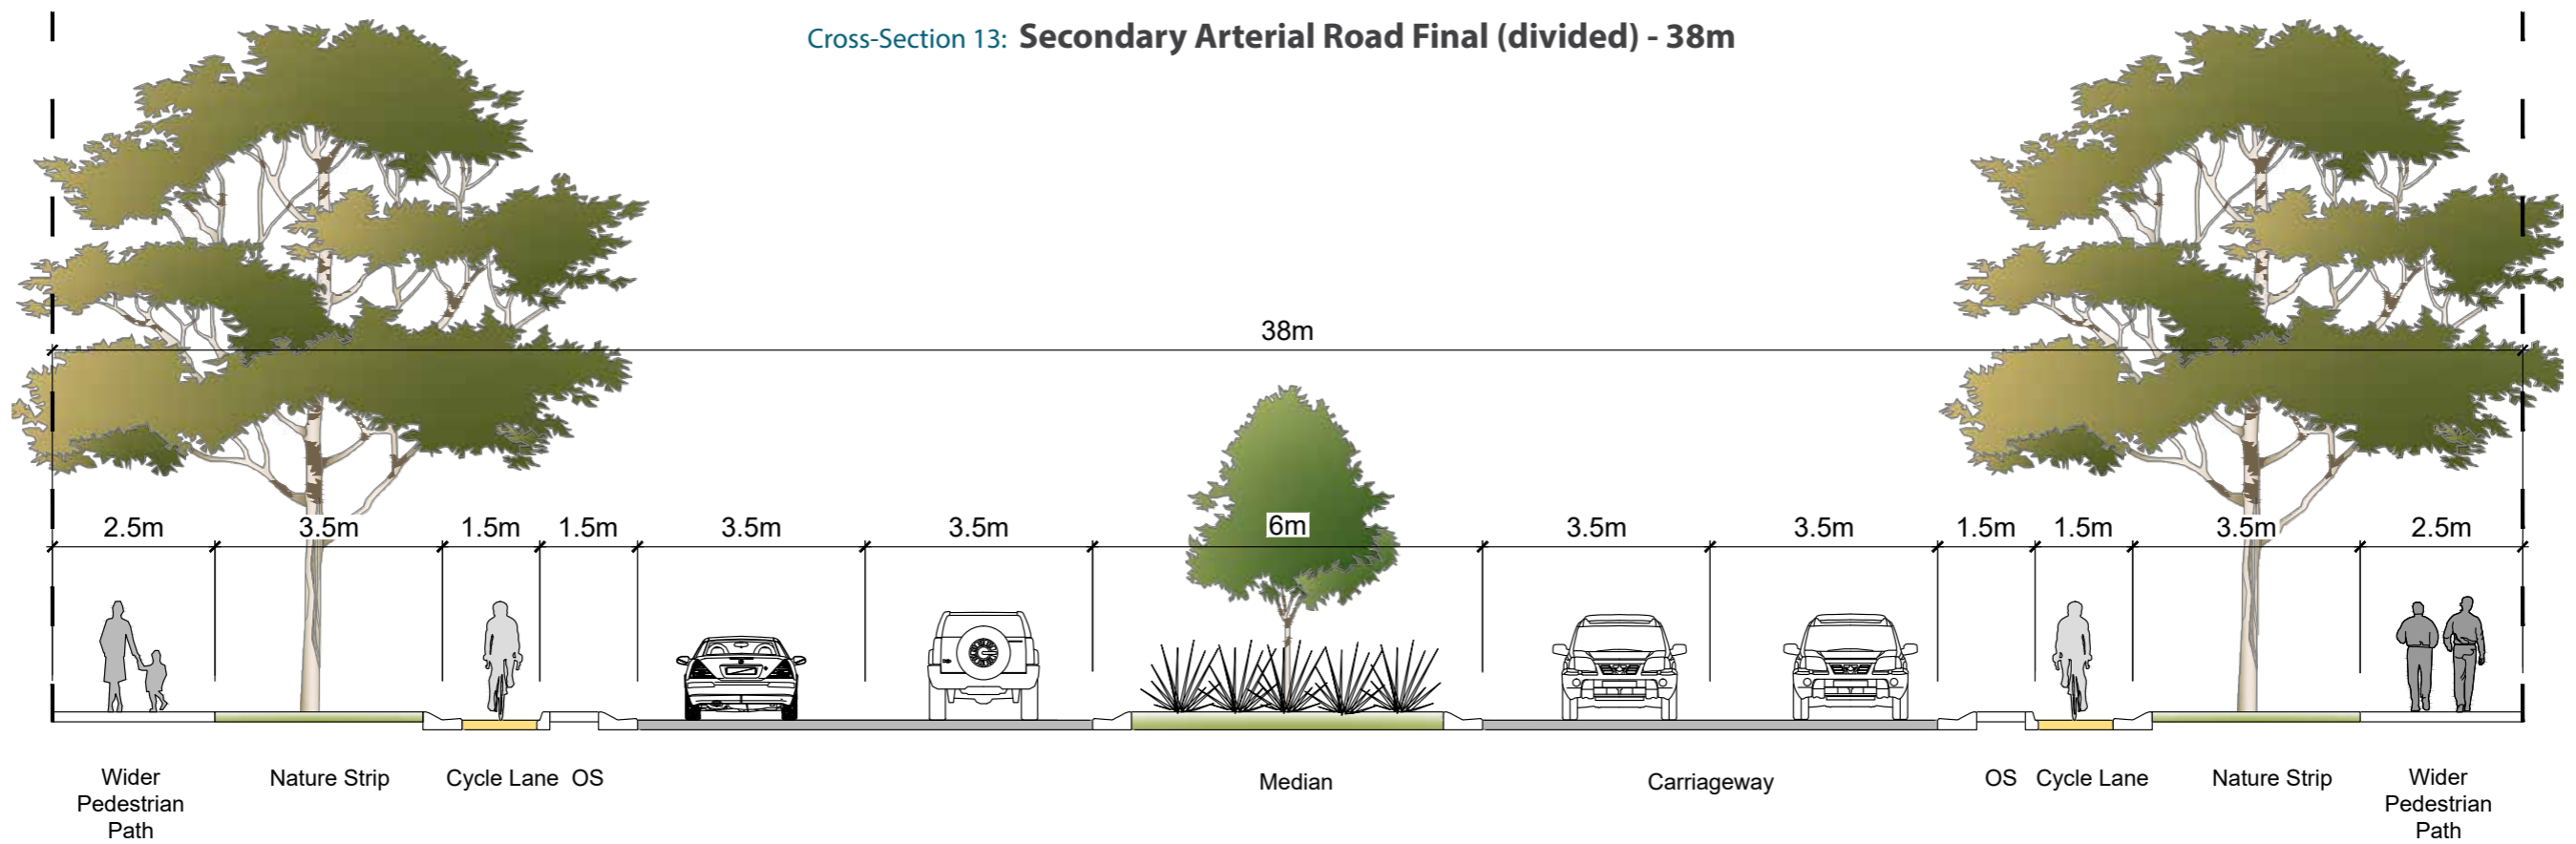 Cross-Section 13: Secondary Arterial Road Final (divided) - 38m
38m
2.5m 3.5m 1.5m 1.5m 3.5m 3.5m 6m 3.5m 3.5m 1.5m 1.5m 3.5m 2.5m
Wider
Pedestrian
Path
Nature Strip
Cycle Lane
OS
Median
Carriageway
OS
Cycle Lane
Nature Strip
Wider
Pedestrian
Path